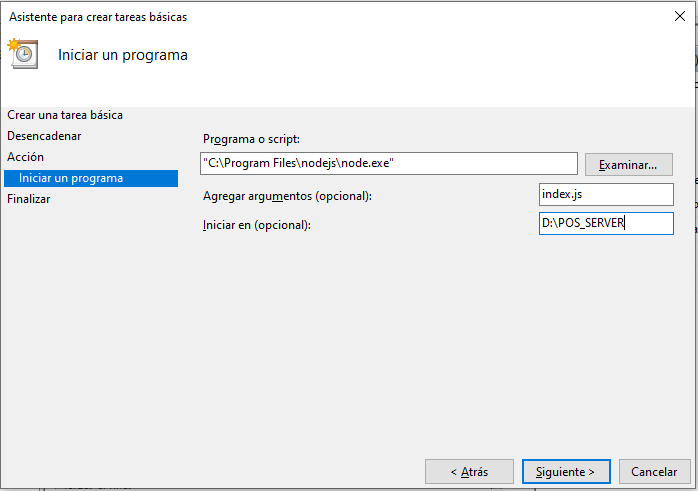 Asistente para crear tareas básicas
Iniciar un programa
Crear una tarea básica
Desencadenar
Acción
Iniciar un programa
Finalizar
Programa o script:
"C:\Program Files\nodejs\node.exe"
Examinar...
Agregar argumentos (opcional):
index.js
Iniciar en (opcional):
D:\POS_SERVER
< Atrás
Siguiente >
Cancelar